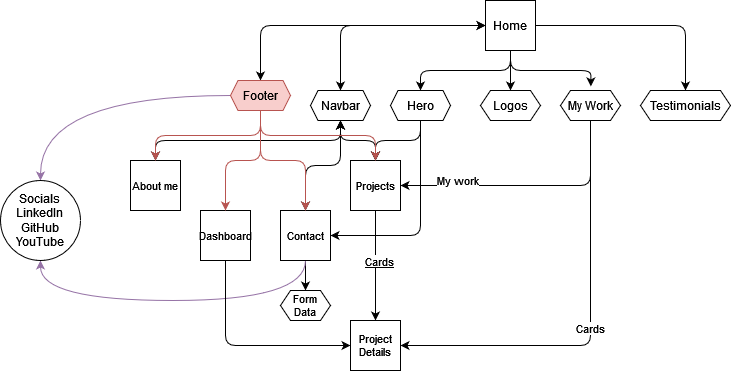 Home
Footer
Navbar
Hero
Logos
My Work
Testimonials
About me
Projects
My work
Socials
LinkedIn
GitHub
YouTube
Dashboard
Contact
Cards
Form
Data
Cards
Project
Details